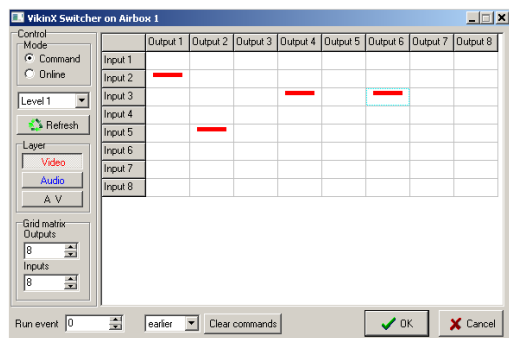 VikinX Switcher on Airbox 1
Control
Mode
Command
Online
Level 1
Refresh
Layer
Video
Audio
A V
Grid matrix
Outputs
8
Inputs
8
Output 1 Output 2 Output 3 Output 4 Output 5 Output 6 Output 7 Output 8
Input 1
Input 2
Input 3
Input 4
Input 5
Input 6
Input 7
Input 8
Run event 0 earlier Clear commands OK Cancel